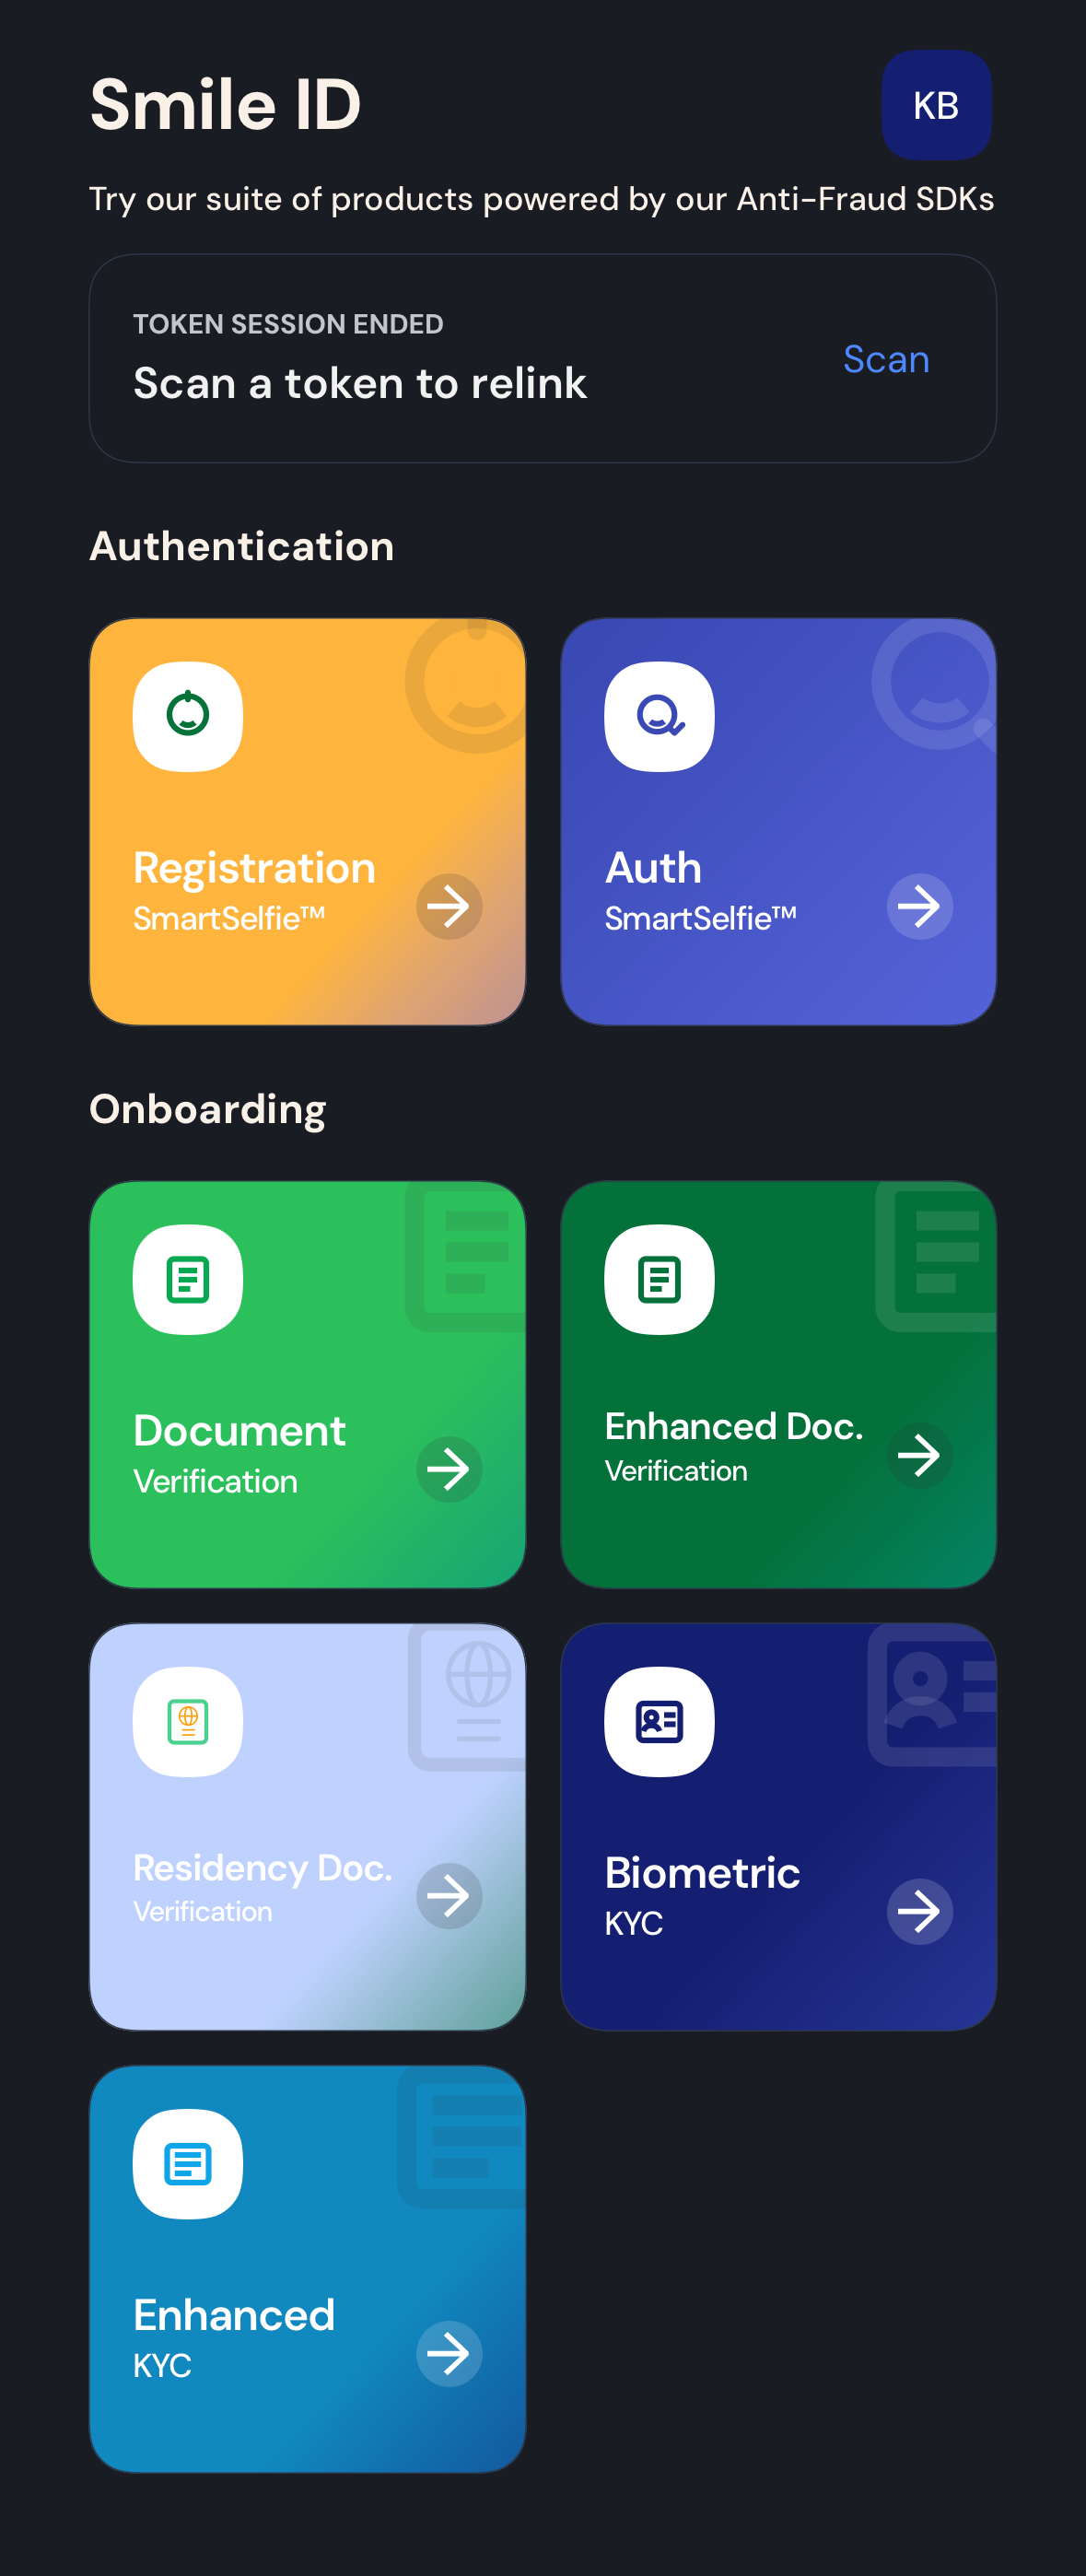 Smile ID
KB
Try our suite of products powered by our Anti-Fraud SDKs
TOKEN SESSION ENDED
Scan a token to relink
Scan
Authentication
Registration
SmartSelfie™
Auth
SmartSelfie™
Onboarding
Document
Verification
Enhanced Doc.
Verification
Residency Doc.
Verification
Biometric
KYC
Enhanced
KYC